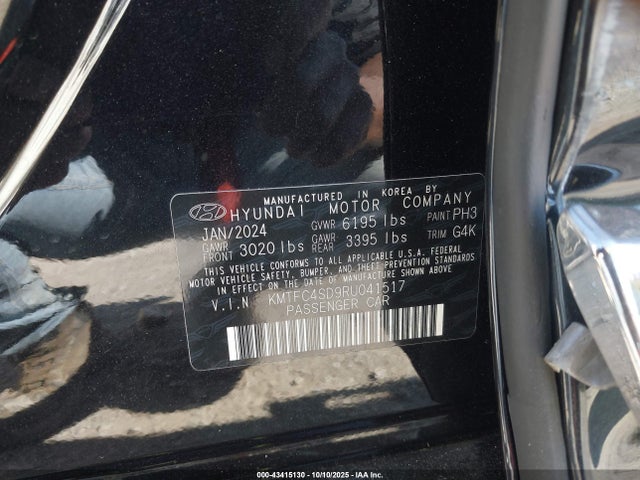 MANUFACTURED IN KOREA BY
HYUNDAI MOTOR COMPANY
JAN/2024 GVWR 6195 lbs PAINT PH3
GAWR FRONT 3020 lbs GAWR REAR 3395 lbs TRIM G4K
THIS VEHICLE CONFORMS TO ALL APPLICABLE U.S.A. FEDERAL
MOTOR VEHICLE SAFETY, BUMPER, AND THEFT PREVENTION STANDARDS
IN EFFECT ON THE DATE OF MANUFACTURE SHOWN ABOVE.
V.I.N: KMTFC4SD9RU041517
PASSENGER CAR
000-43415130 - 10/10/2025 - IAA Inc.